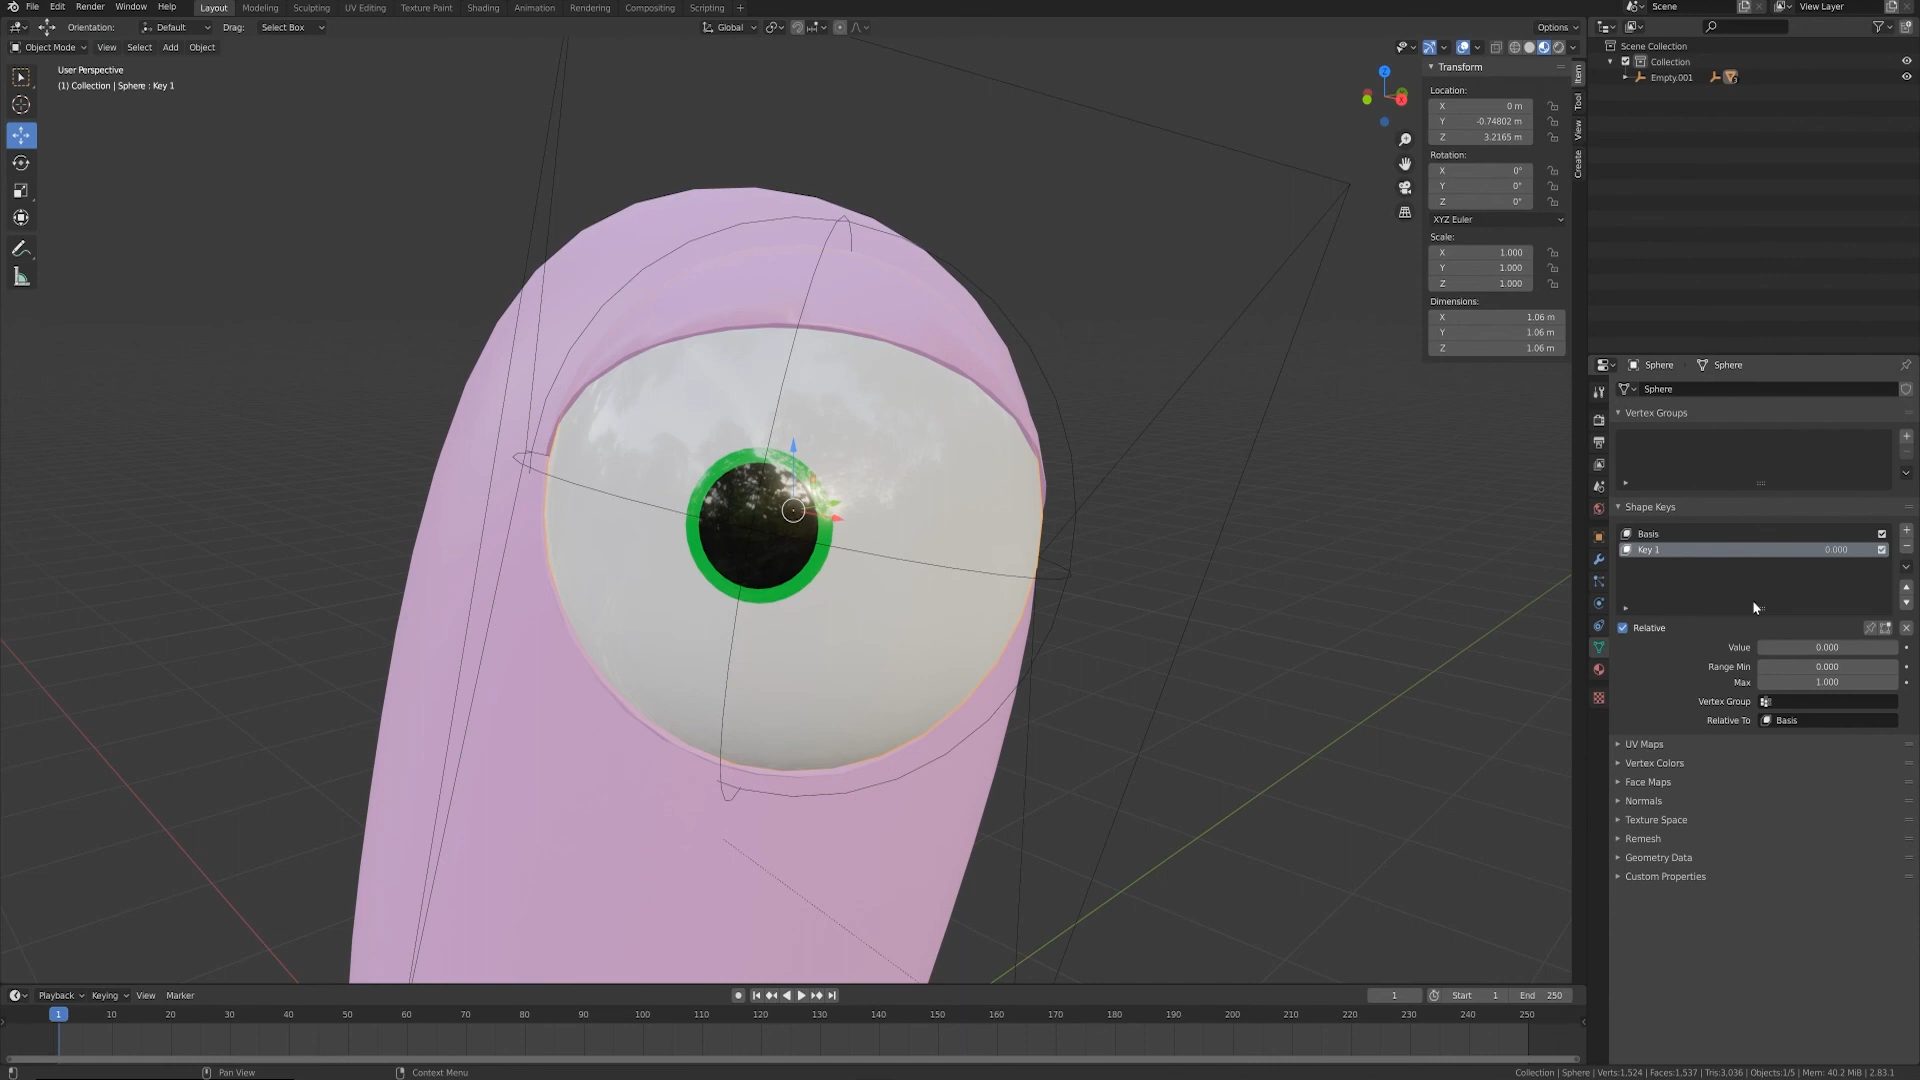 File Edit Render Window Help Layout Modeling Sculpting UV Editing Texture Paint Shading Animation Rendering Compositing Scripting + Scene View Layer
Orientation: Default Drag: Select Box Global Options
Object Mode View Select Add Object
User Perspective
(1) Collection | Sphere : Key 1
Z
X
Y
Transform
Location:
X 0 m
Y -0.74802 m
Z 3.2165 m
Rotation:
X 0°
Y 0°
Z 0°
XYZ Euler
Scale:
X 1.000
Y 1.000
Z 1.000
Dimensions:
X 1.06 m
Y 1.06 m
Z 1.06 m
Item
Tool
View
Create
Scene Collection
Collection
Empty.001
Sphere Sphere
Sphere
Vertex Groups
Shape Keys
Basis
Key 1 0.000
Relative
Value 0.000
Range Min 0.000
Max 1.000
Vertex Group
Relative To Basis
UV Maps
Vertex Colors
Face Maps
Normals
Texture Space
Remesh
Geometry Data
Custom Properties
Playback Keying View Marker 1 Start 1 End 250
1 10 20 30 40 50 60 70 80 90 100 110 120 130 140 150 160 170 180 190 200 210 220 230 240 250
Pan View Context Menu Collection | Sphere | Verts:1,524 | Faces:1,537 | Tris:3,036 | Objects:1/5 | Mem: 40.2 MiB | 2.83.1